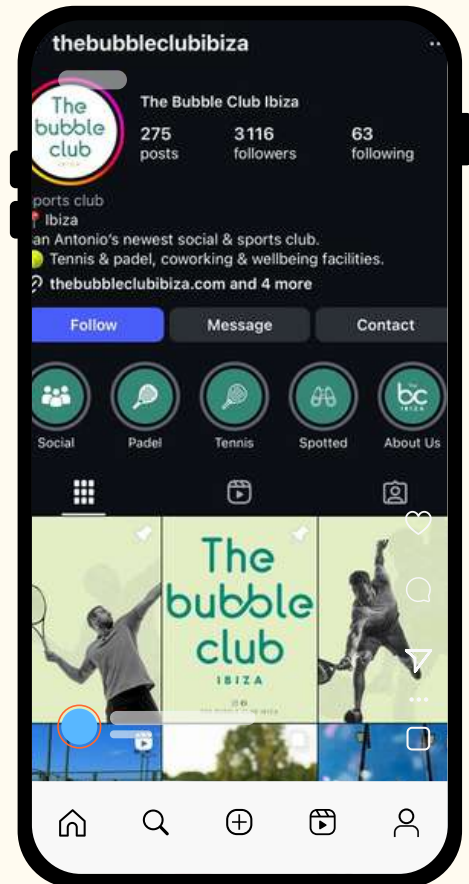 thebubbleclubibiza
The
bubble
club
The Bubble Club Ibiza
275
3116
63
posts
followers
following
ports club
Ibiza
an Antonio's newest social & sports club.
Tennis & padel, coworking & wellbeing facilities.
thebubbleclubibiza.com and 4 more
Follow
Message
Contact
The
bc
IBIZA
Social
Padel
Tennis
Spotted
About Us
The
bubble
club
IBIZA